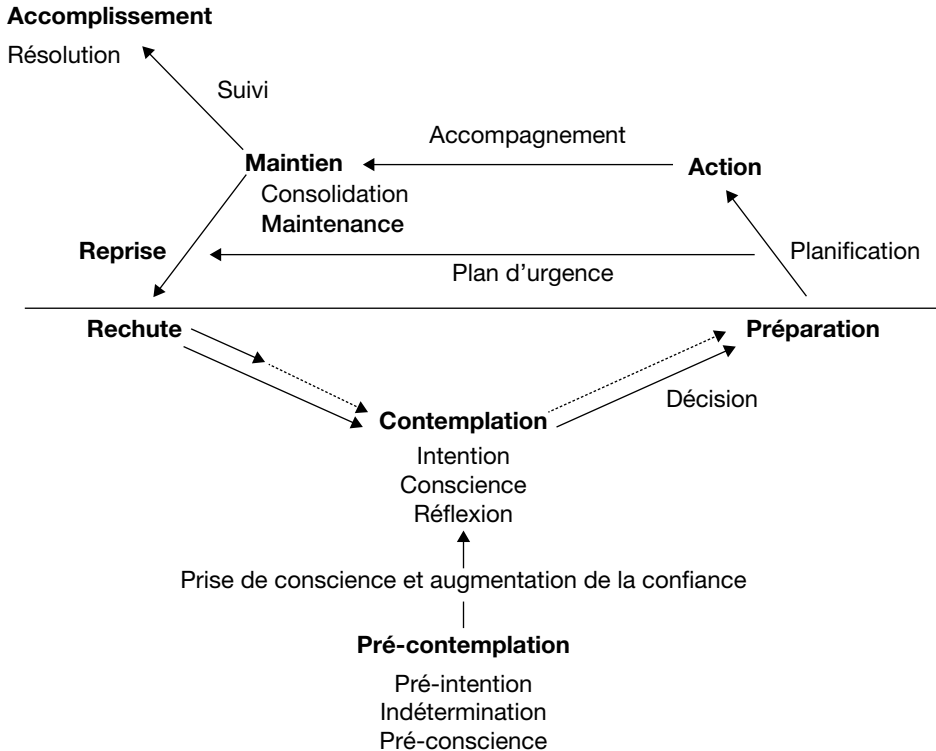 Accomplissement
Résolution
Suivi
Accompagnement
Maintien
Action
Consolidation
Maintenance
Reprise
Planification
Plan d’urgence
Rechute
Préparation
Décision
Contemplation
Intention
Conscience
Réflexion
Prise de conscience et augmentation de la confiance
Pré-contemplation
Pré-intention
Indétermination
Pré-conscience